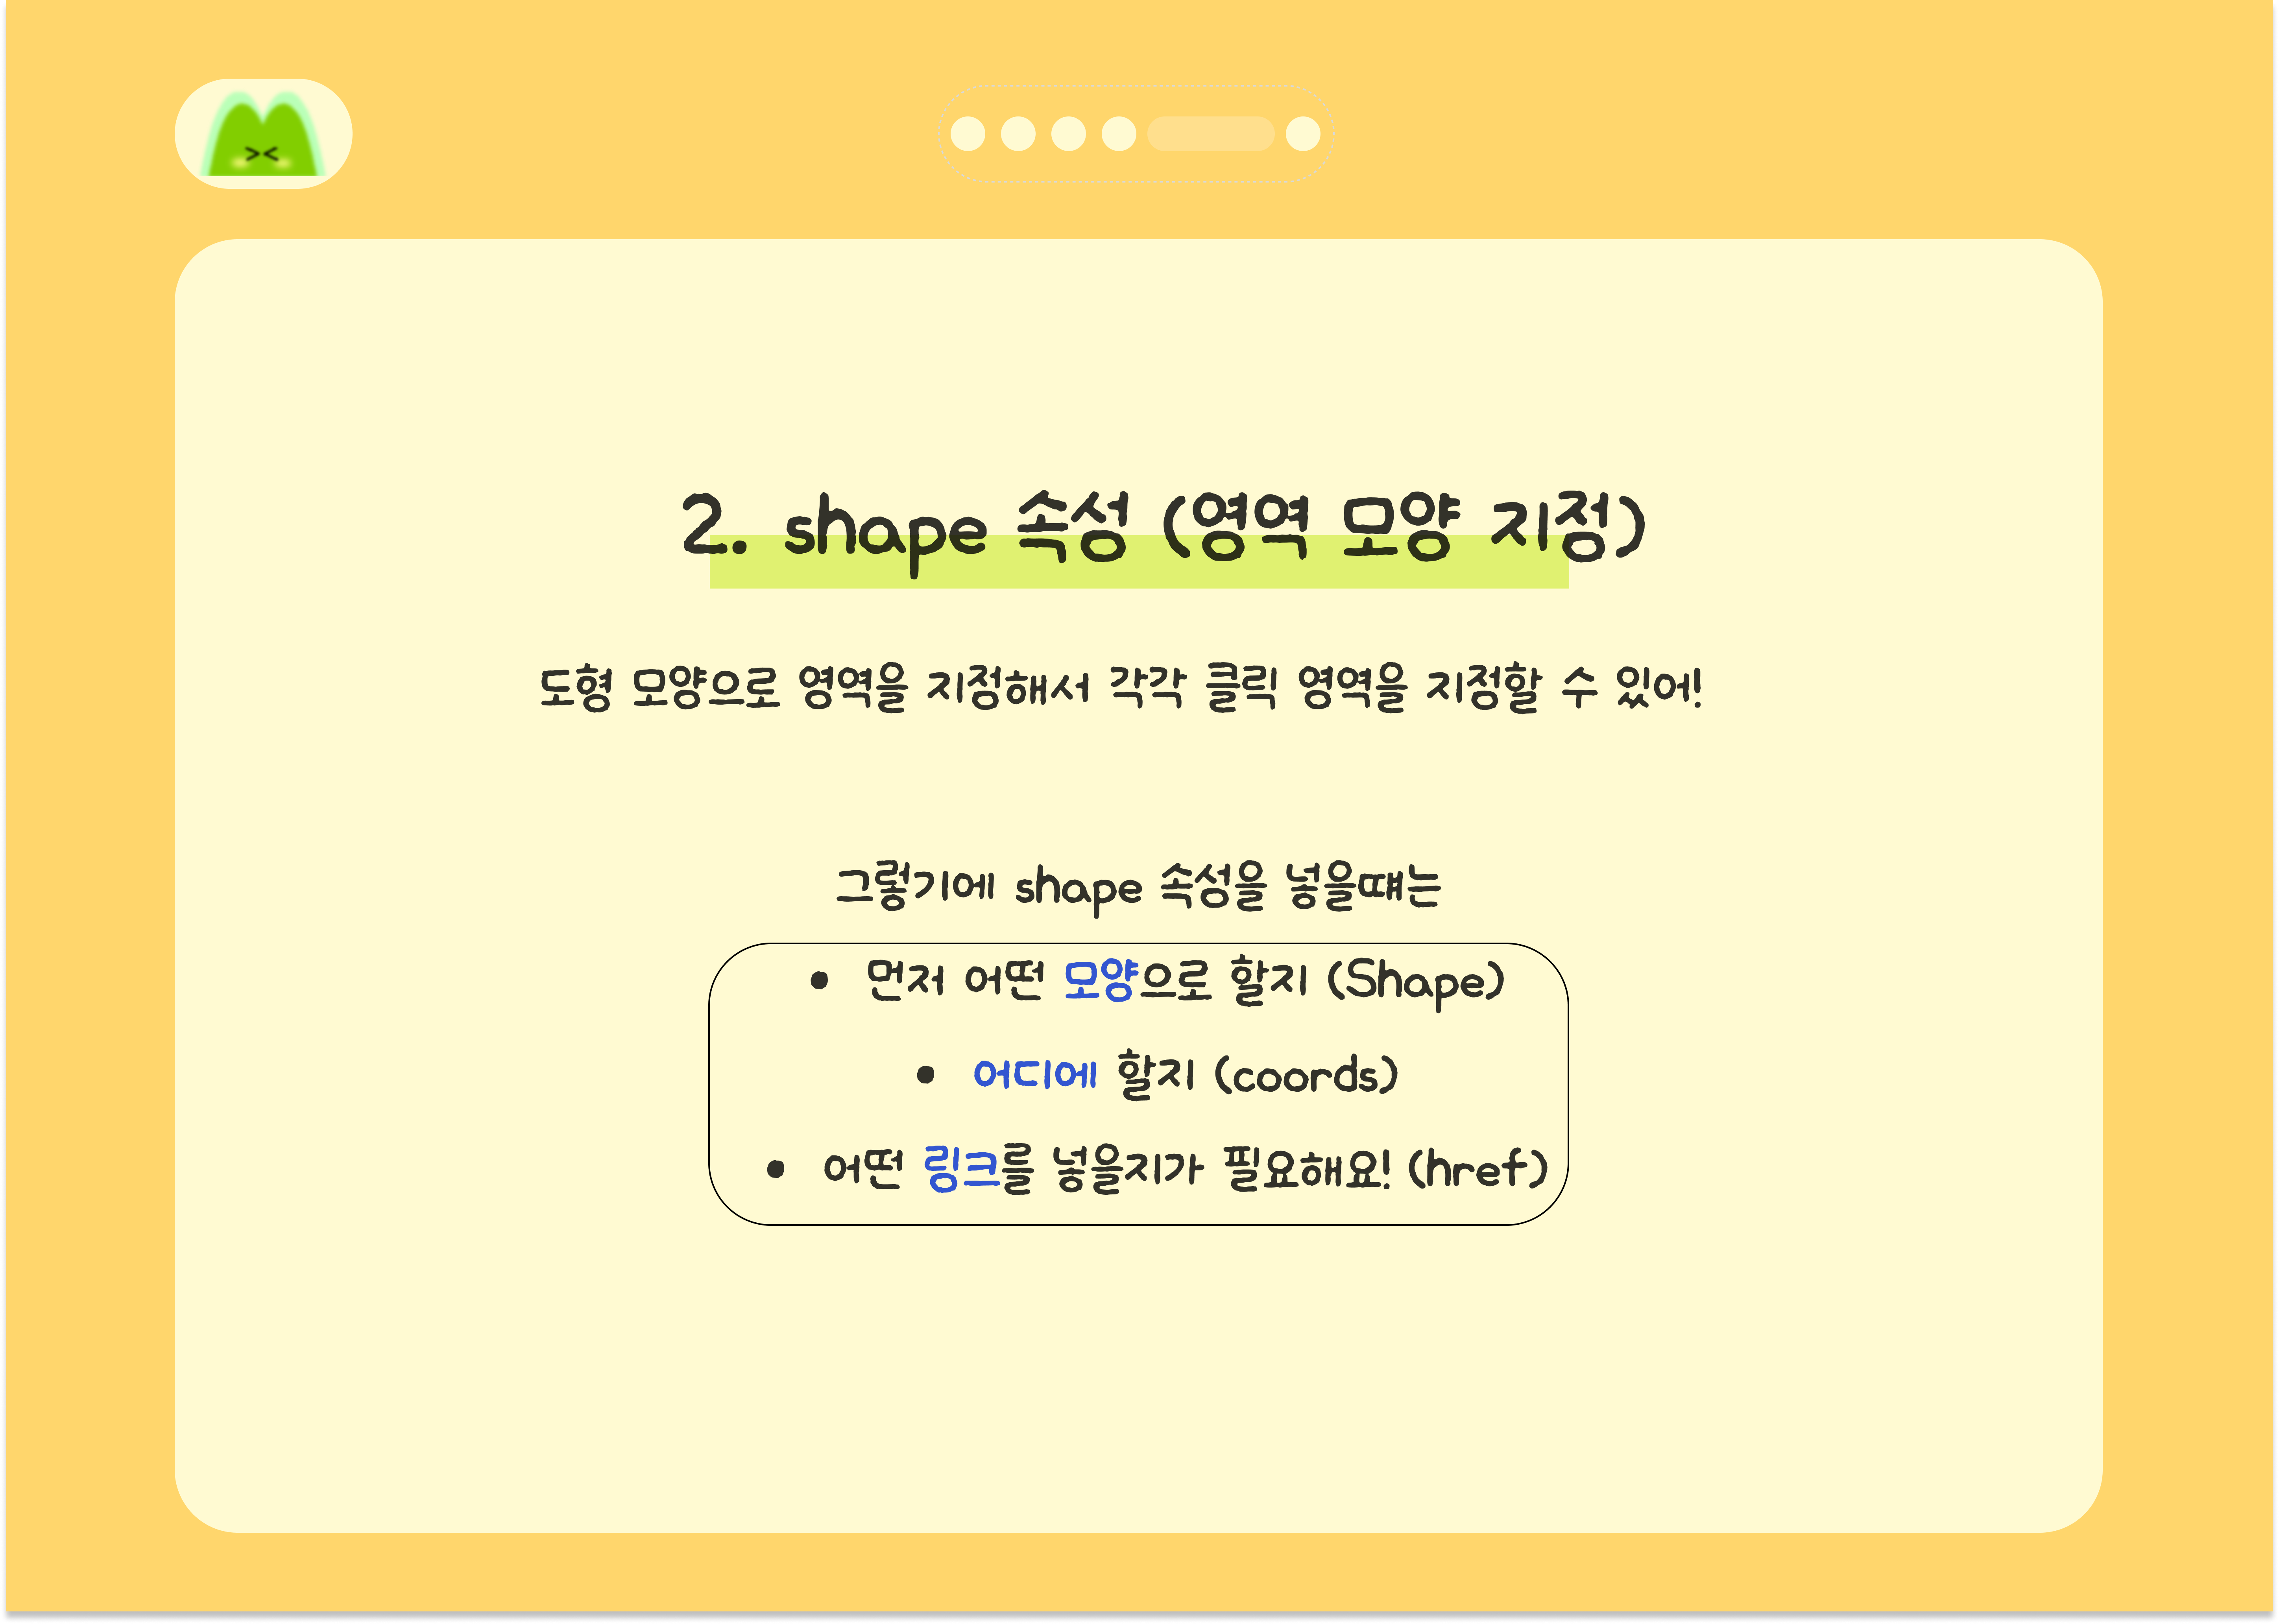 2. shape 속성 (영역 모양 지정)
도형 모양으로 영역을 지정해서 각각 클릭 영역을 지정할 수 있어!
그렇기에 shape 속성을 넣을때는
• 먼저 어떤 모양으로 할지 (Shape)
• 어디에 할지 (coords)
• 어떤 링크를 넣을지가 필요해요! (href)